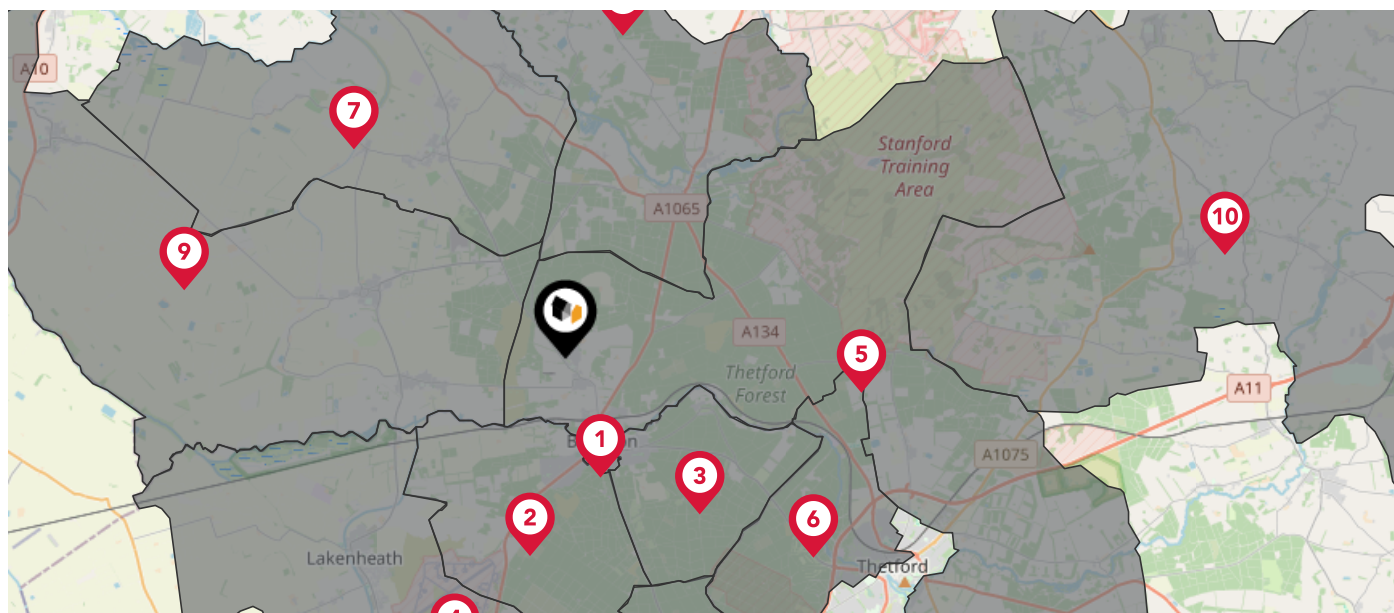 A10
7
Stanford
Training
Area
A1065
10
9
A134
5
Thetford
Forest
A11
1
A1075
3
2
6
Lakenheath
Thetford